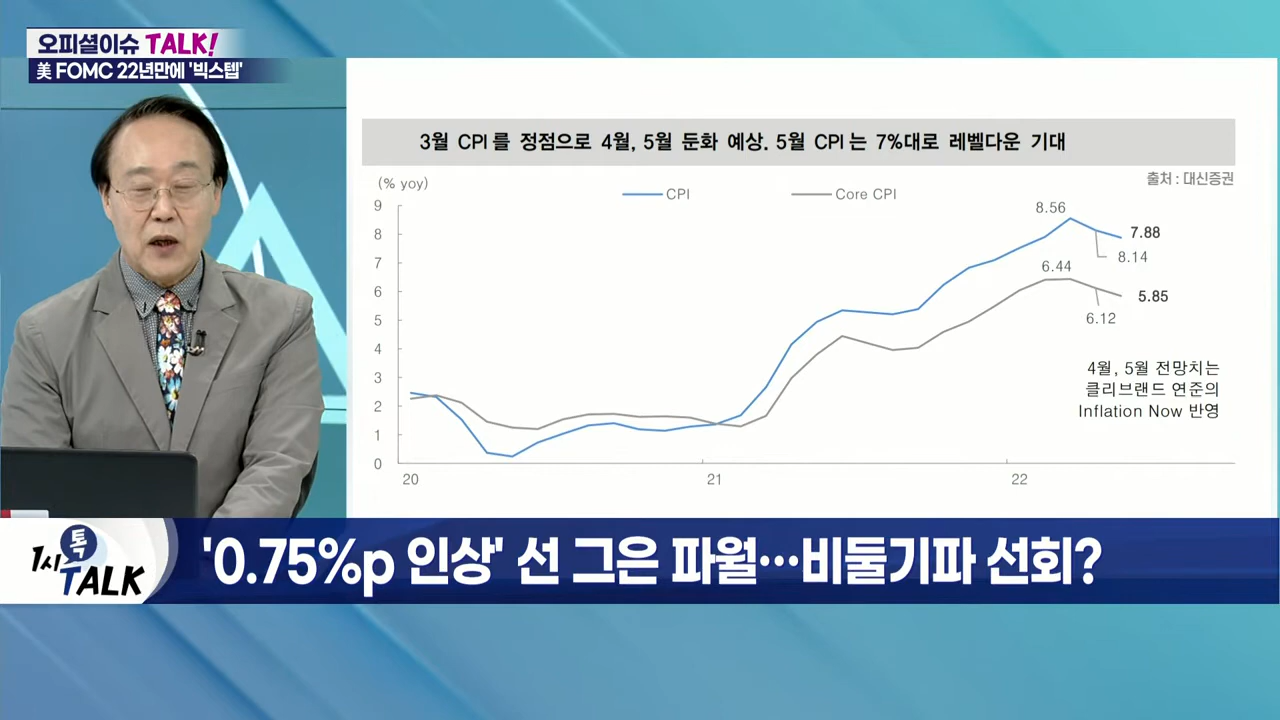 오피셜이슈 TALK!
美 FOMC 22년만에 '빅스텝'
3월 CPI를 정점으로 4월, 5월 둔화 예상. 5월 CPI는 7%대로 레벨다운 기대
출처 : 대신증권
(% yoy)
CPI
Core CPI
9
8
7
6
5
4
3
2
1
0
20
21
22
8.56
7.88
8.14
6.44
5.85
6.12
4월, 5월 전망치는
클리브랜드 연준의
Inflation Now 반영
1시 톡
TALK
'0.75%p 인상' 선 그은 파월…비둘기파 선회?